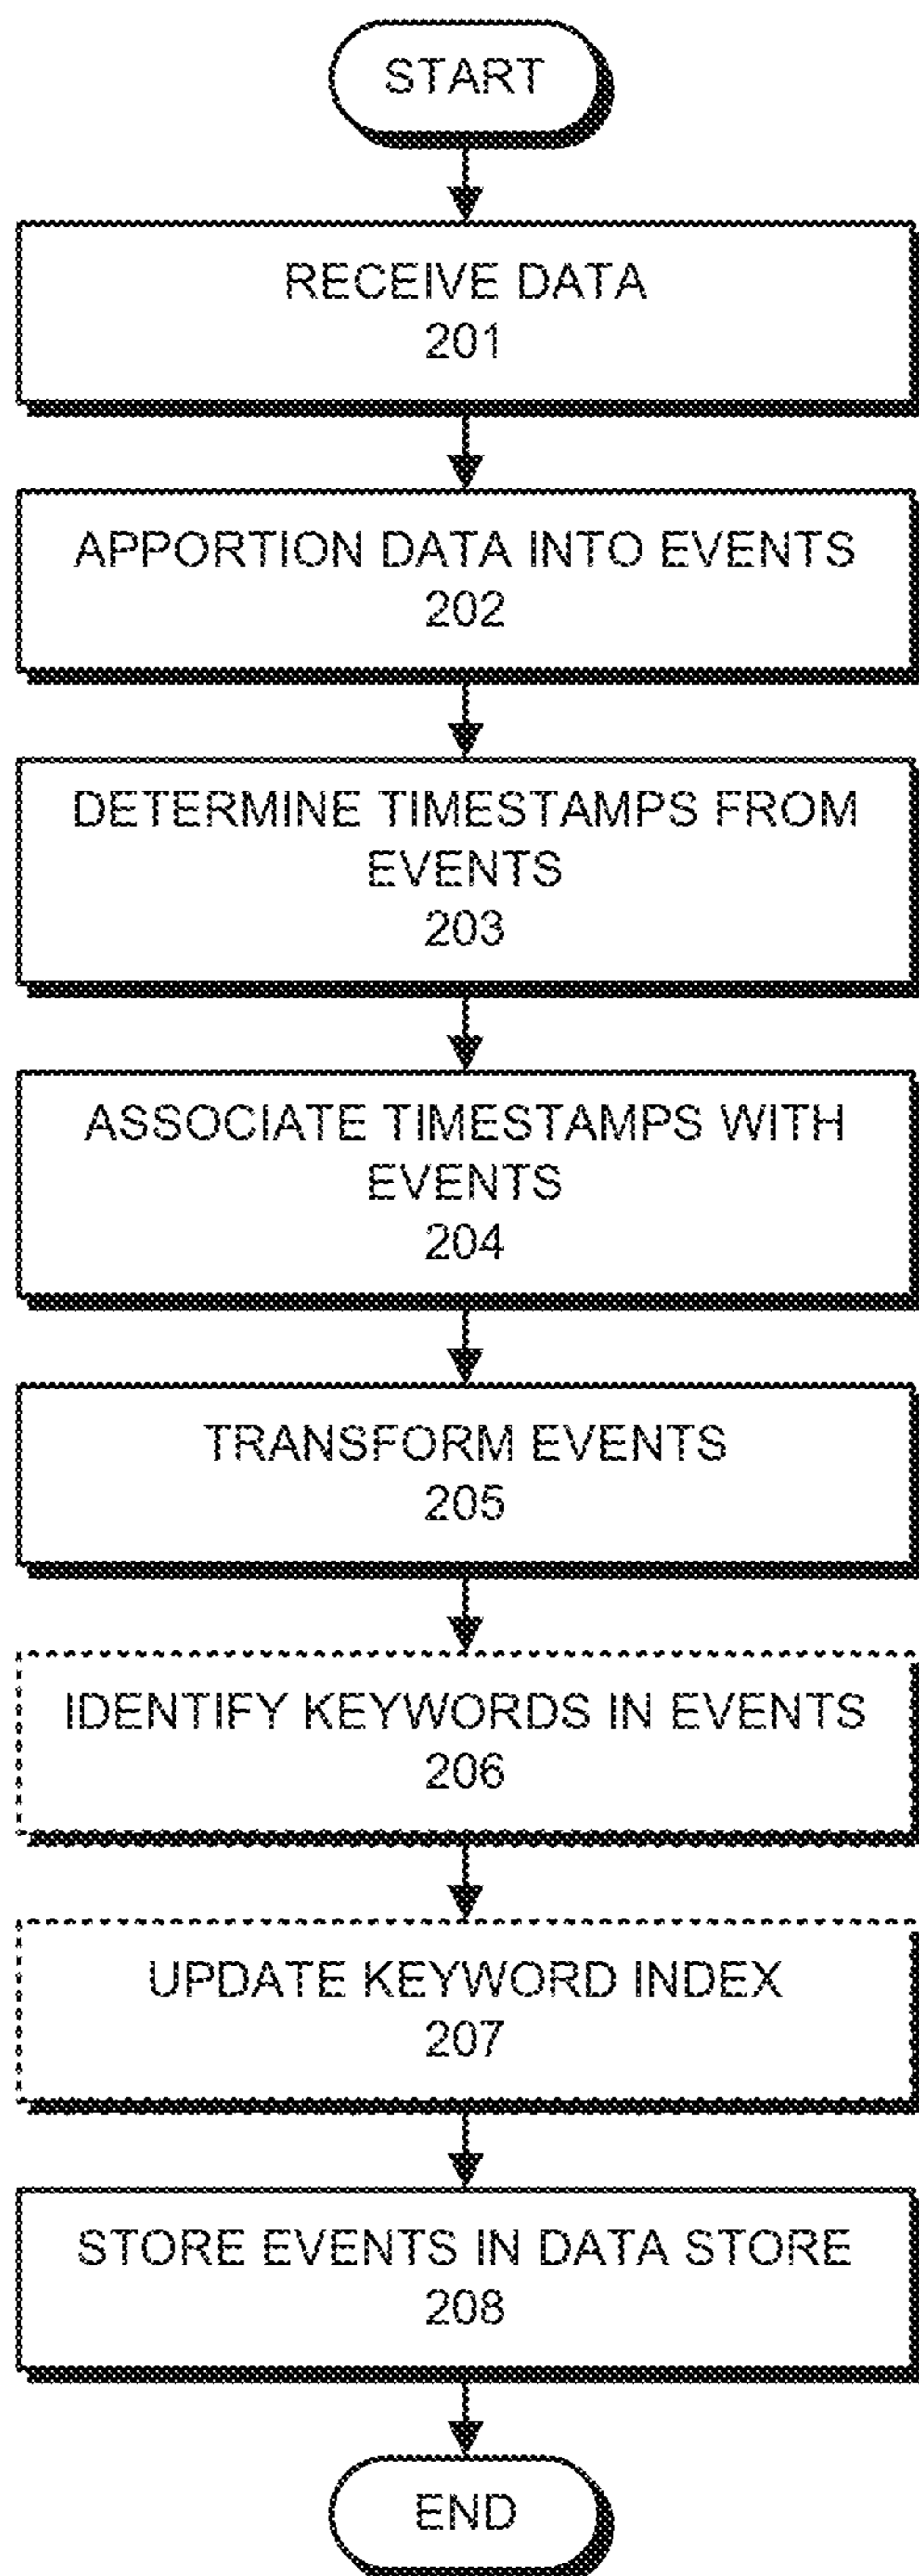 START
RECEIVE DATA
201
APPORTION DATA INTO EVENTS
202
DETERMINE TIMESTAMPS FROM
EVENTS
203
ASSOCIATE TIMESTAMPS WITH
EVENTS
204
TRANSFORM EVENTS
205
IDENTIFY KEYWORDS IN EVENTS
206
UPDATE KEYWORD INDEX
207
STORE EVENTS IN DATA STORE
208
END